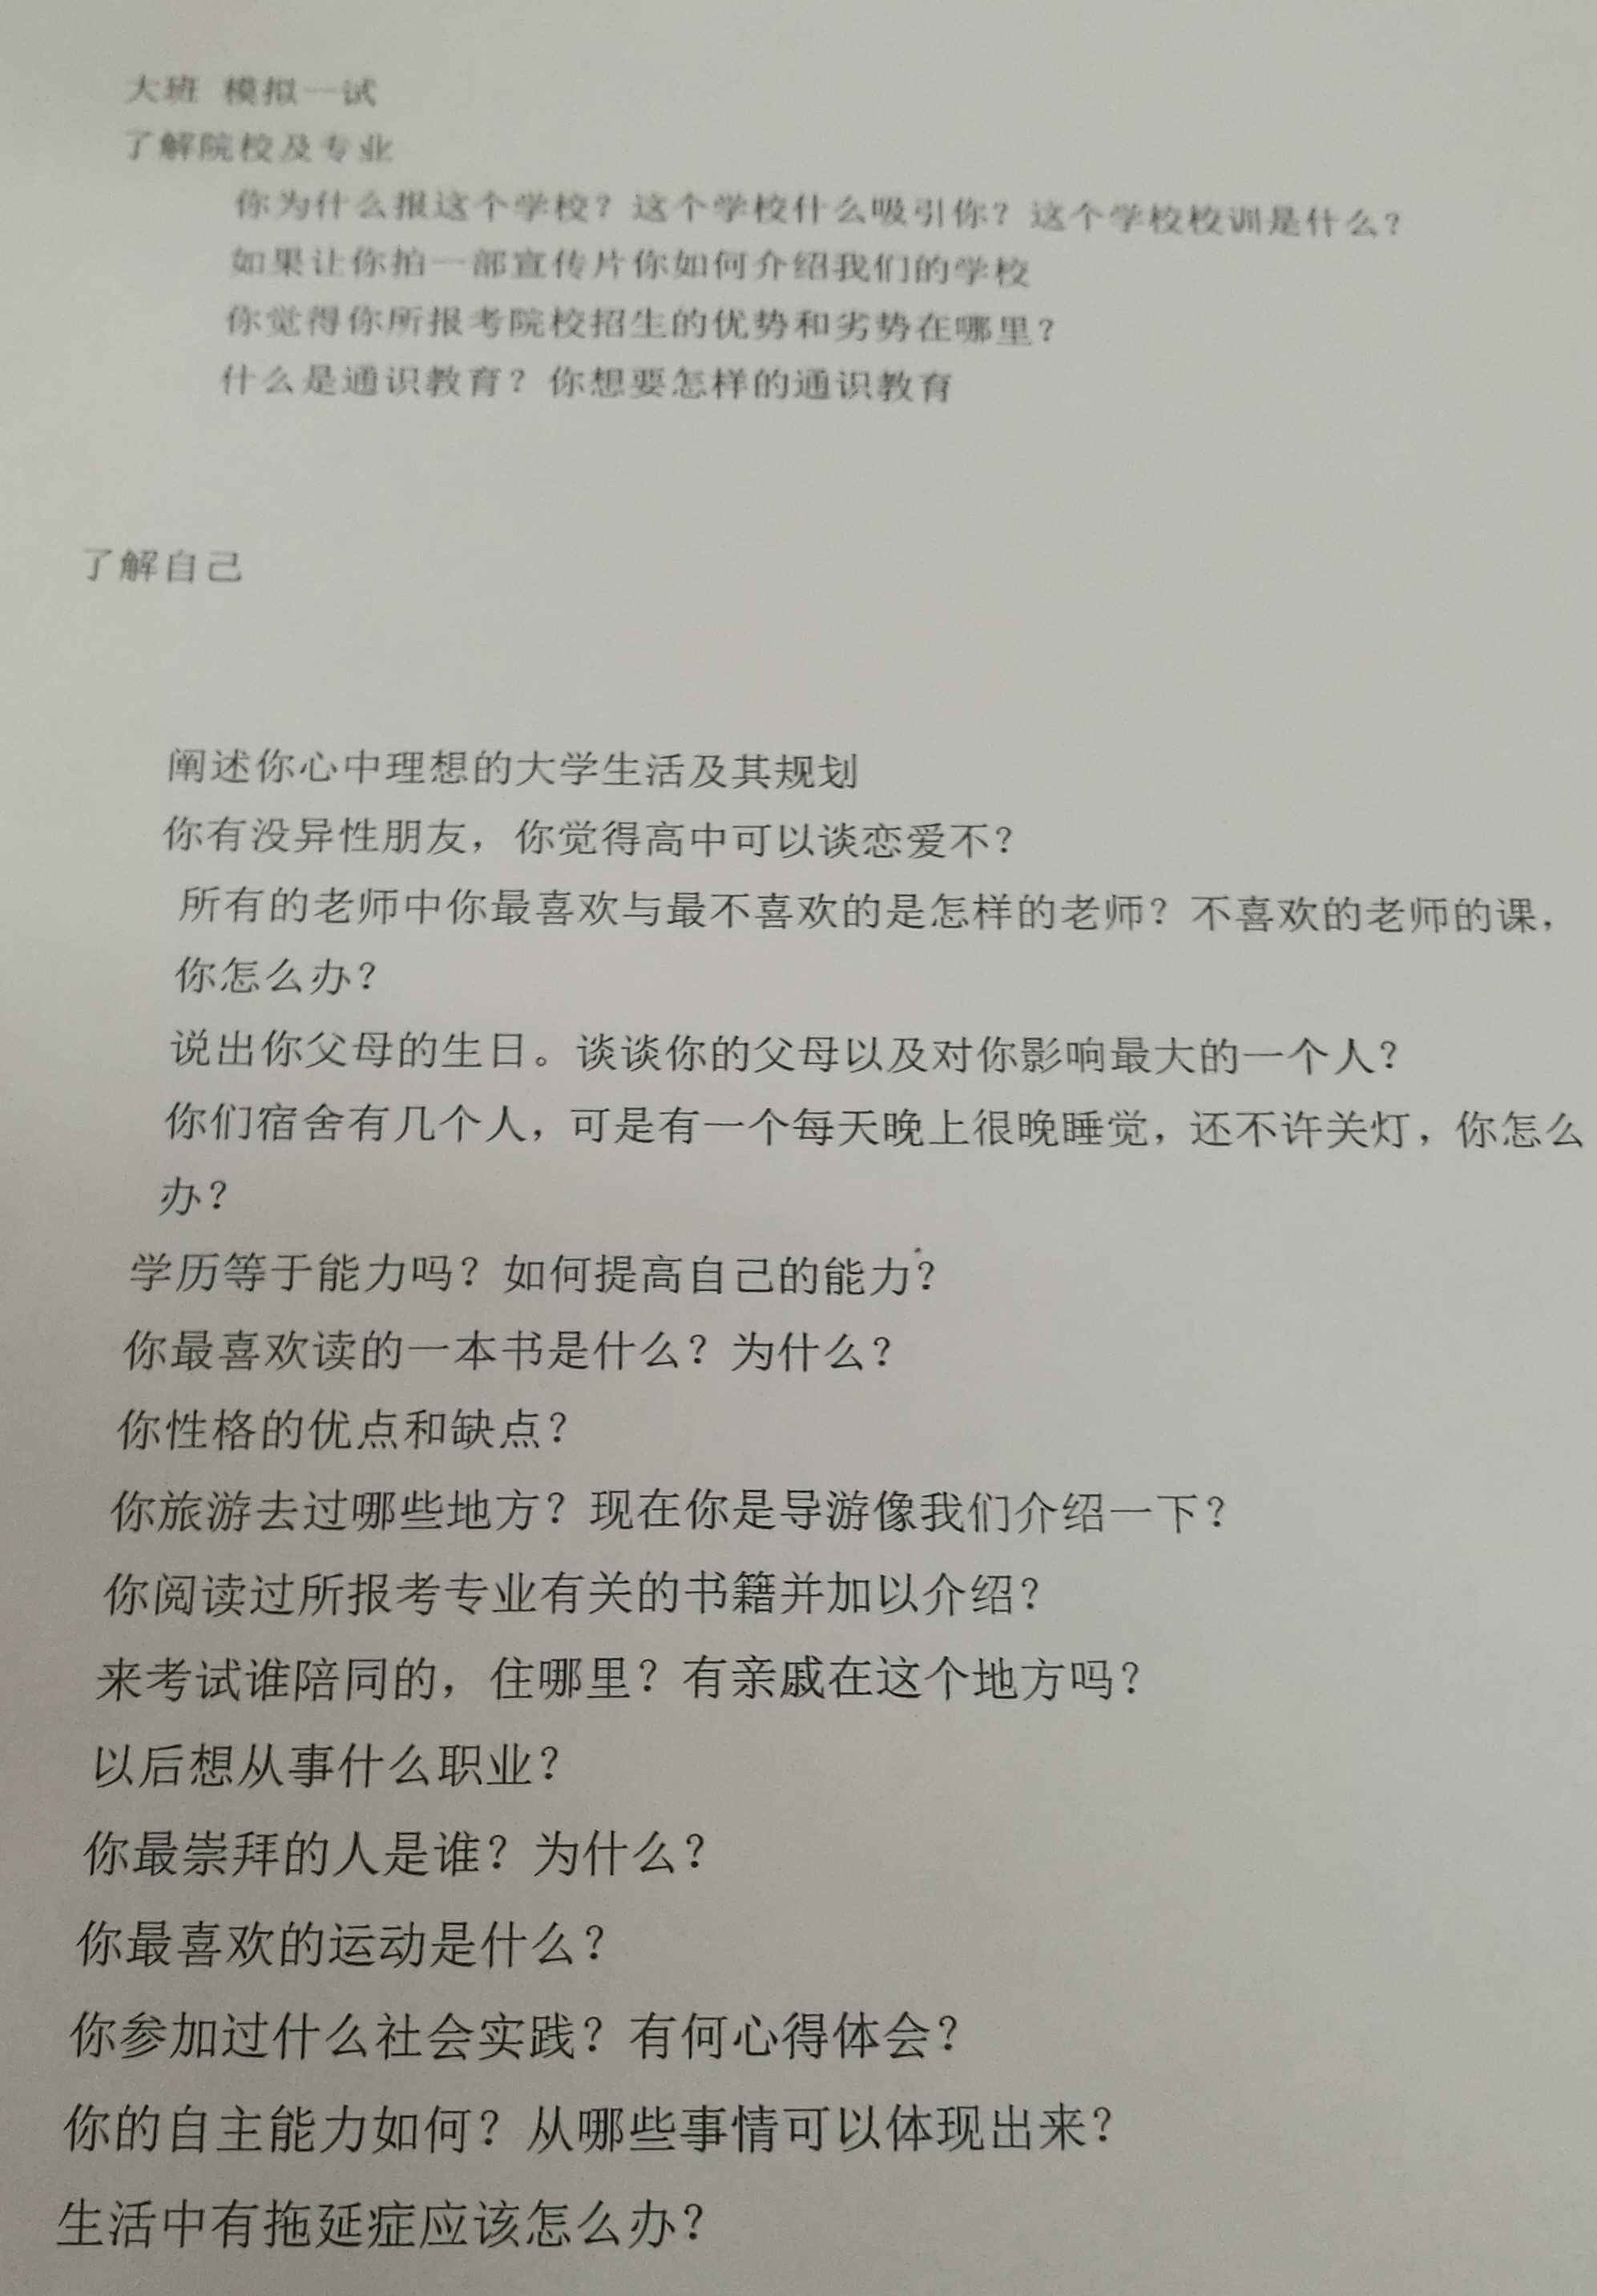 大班 模拟一试
了解院校及专业
你为什么报这个学校？这个学校什么吸引你？这个学校校训是什么？
如果让你拍一部宣传片你如何介绍我们的学校
你觉得你所报考院校招生的优势和劣势在哪里？
什么是通识教育？你想要怎样的通识教育
了解自己
阐述你心中理想的大学生活及其规划
你有没异性朋友，你觉得高中可以谈恋爱不？
所有的老师中你最喜欢与最不喜欢的是怎样的老师？不喜欢的老师的课，
你怎么办？
说出你父母的生日。谈谈你的父母以及对你影响最大的一个人？
你们宿舍有几个人，可是有一个每天晚上很晚睡觉，还不许关灯，你怎么
办？
学历等于能力吗？如何提高自己的能力？
你最喜欢读的一本书是什么？为什么？
你性格的优点和缺点？
你旅游去过哪些地方？现在你是导游像我们介绍一下？
你阅读过所报考专业有关的书籍并加以介绍？
来考试谁陪同的，住哪里？有亲戚在这个地方吗？
以后想从事什么职业？
你最崇拜的人是谁？为什么？
你最喜欢的运动是什么？
你参加过什么社会实践？有何心得体会？
你的自主能力如何？从哪些事情可以体现出来？
生活中有拖延症应该怎么办？